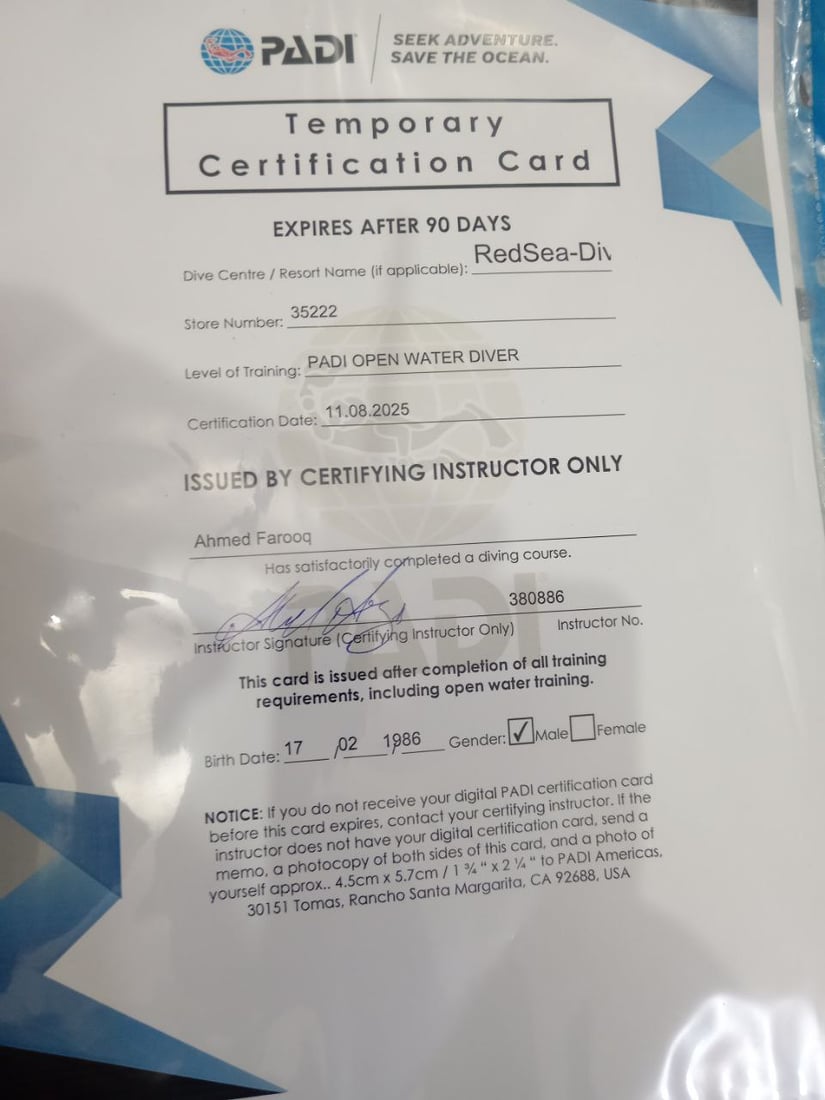 PADI
SEEK ADVENTURE.
SAVE THE OCEAN.
Temporary
Certification Card
EXPIRES AFTER 90 DAYS
Dive Centre / Resort Name (if applicable): RedSea-Div
Store Number: 35222
Level of Training: PADI OPEN WATER DIVER
Certification Date: 11.08.2025
ISSUED BY CERTIFYING INSTRUCTOR ONLY
Ahmed Farooq
Has satisfactorily completed a diving course.
380886
Instructor Signature (Certifying Instructor Only) Instructor No.
This card is issued after completion of all training
requirements, including open water training.
Birth Date: 17 /02 /1986 Gender: ✓ Male Female
NOTICE: If you do not receive your digital PADI certification card
before this card expires, contact your certifying instructor. If the
instructor does not have your digital certification card, send a
memo, a photocopy of both sides of this card, and a photo of
yourself approx.. 4.5cm x 5.7cm / 1 ¾ " x 2 ¼ " to PADI Americas,
30151 Tomas, Rancho Santa Margarita, CA 92688, USA
PADI